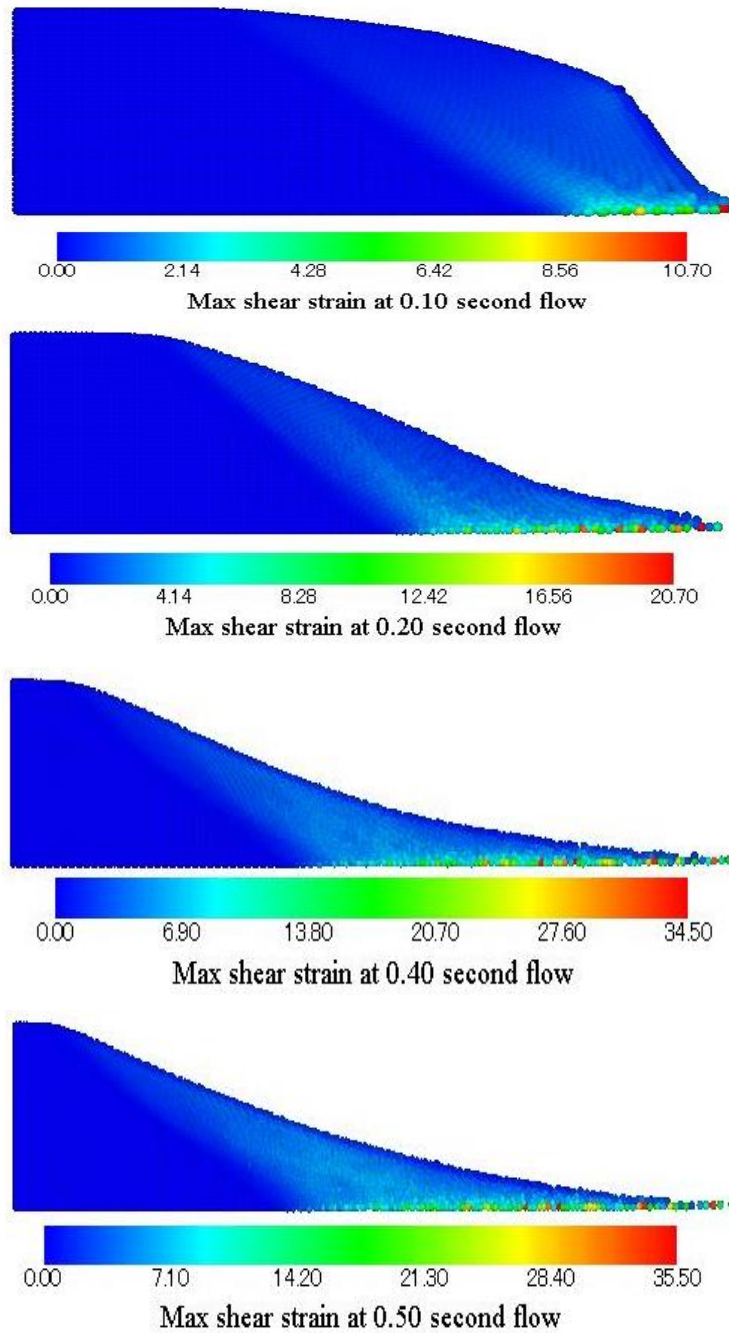 0.00 2.14 4.28 6.42 8.56 10.70
Max shear strain at 0.10 second flow
0.00 4.14 8.28 12.42 16.56 20.70
Max shear strain at 0.20 second flow
0.00 6.90 13.80 20.70 27.60 34.50
Max shear strain at 0.40 second flow
0.00 7.10 14.20 21.30 28.40 35.50
Max shear strain at 0.50 second flow